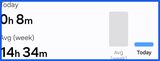 Today
0h 8m
Avg (week)
14h 34m
Avg (week)
Today